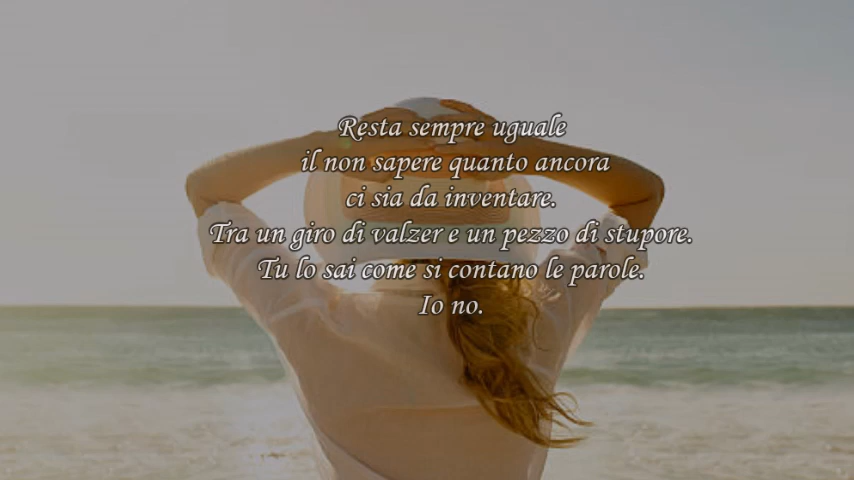 Resta sempre uguale
il non sapere quanto ancora
ci sia da inventare.
Tra un giro di valzer e un pezzo di stupore.
Tu lo sai come si contano le parole.
Io no.